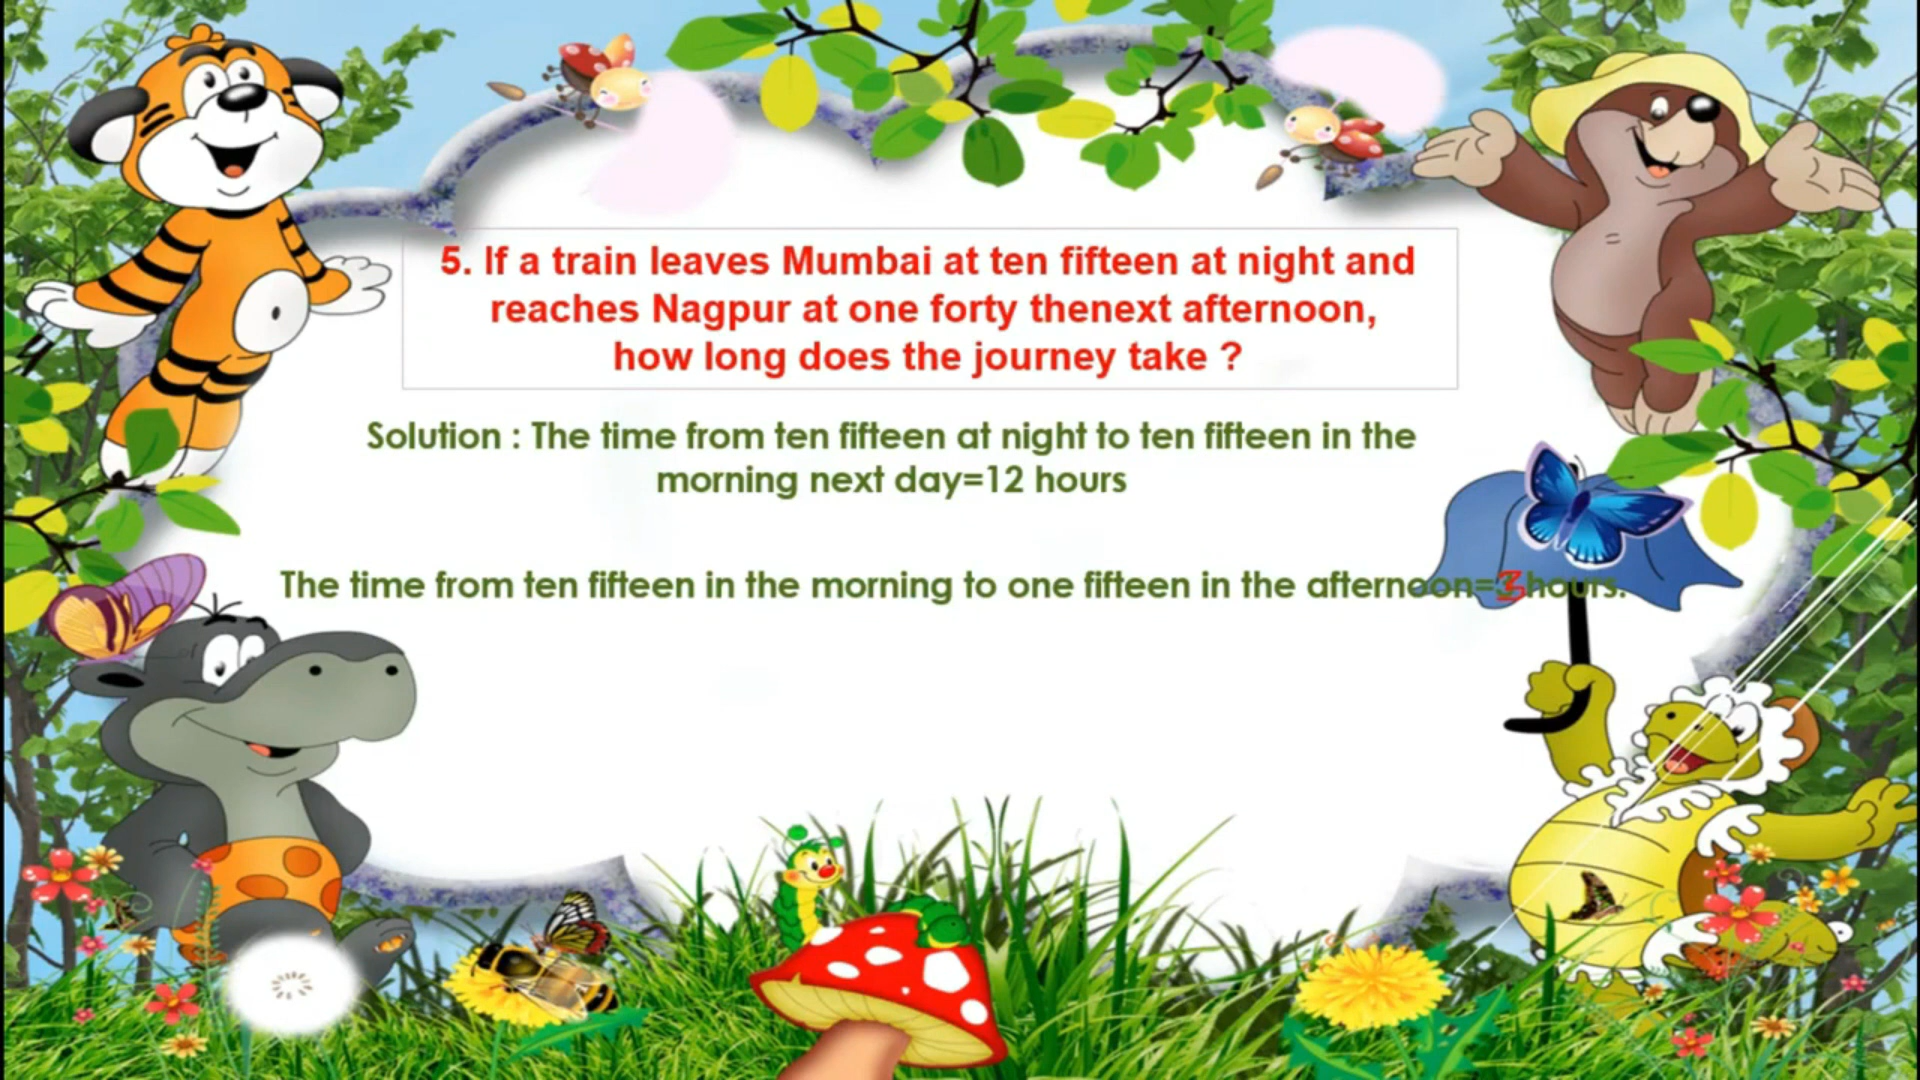 5. If a train leaves Mumbai at ten fifteen at night and
reaches Nagpur at one forty thenext afternoon,
how long does the journey take ?
Solution : The time from ten fifteen at night to ten fifteen in the
morning next day=12 hours
The time from ten fifteen in the morning to one fifteen in the afternoon=3 hours.